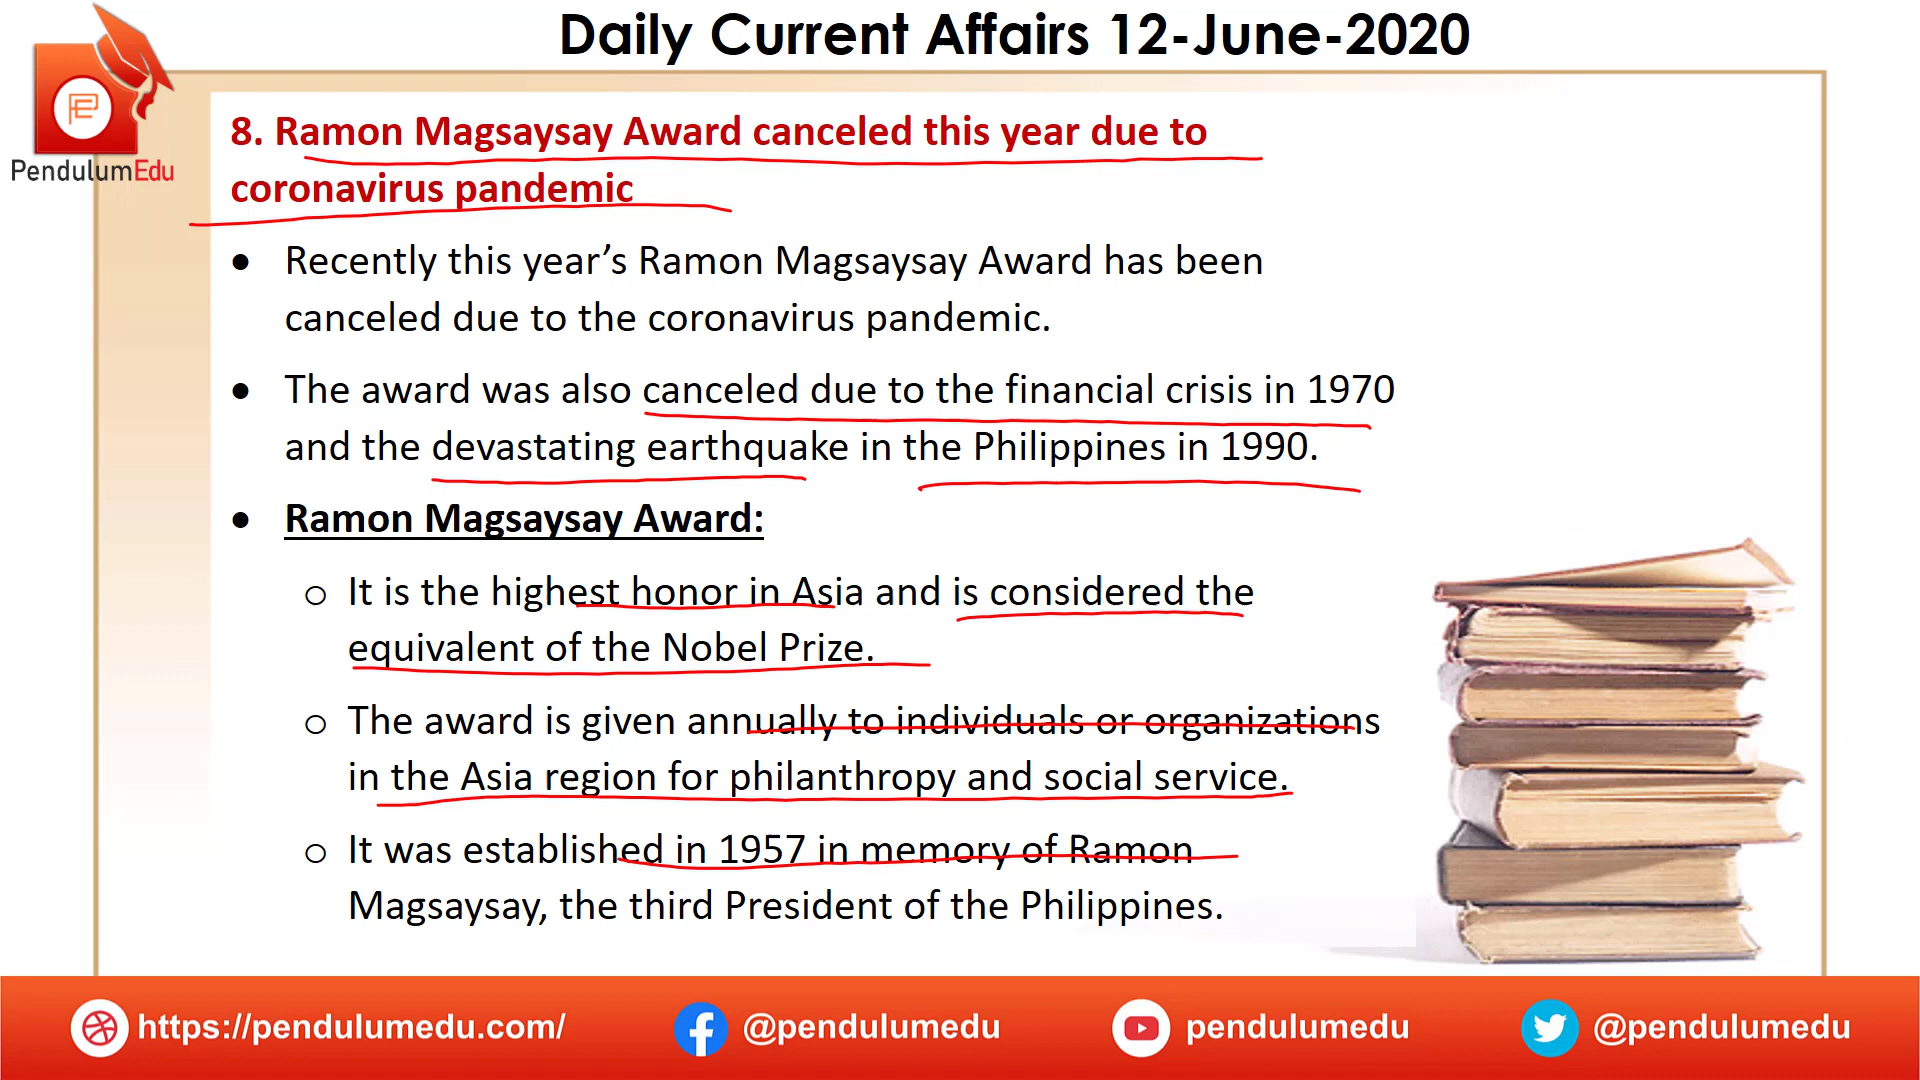 Daily Current Affairs 12-June-2020
PendulumEdu
8. Ramon Magsaysay Award canceled this year due to
coronavirus pandemic
● Recently this year’s Ramon Magsaysay Award has been
canceled due to the coronavirus pandemic.
● The award was also canceled due to the financial crisis in 1970
and the devastating earthquake in the Philippines in 1990.
● Ramon Magsaysay Award:
o It is the highest honor in Asia and is considered the
equivalent of the Nobel Prize.
o The award is given annually to individuals or organizations
in the Asia region for philanthropy and social service.
o It was established in 1957 in memory of Ramon
Magsaysay, the third President of the Philippines.
https://pendulumedu.com/ @pendulumedu pendulumedu @pendulumedu